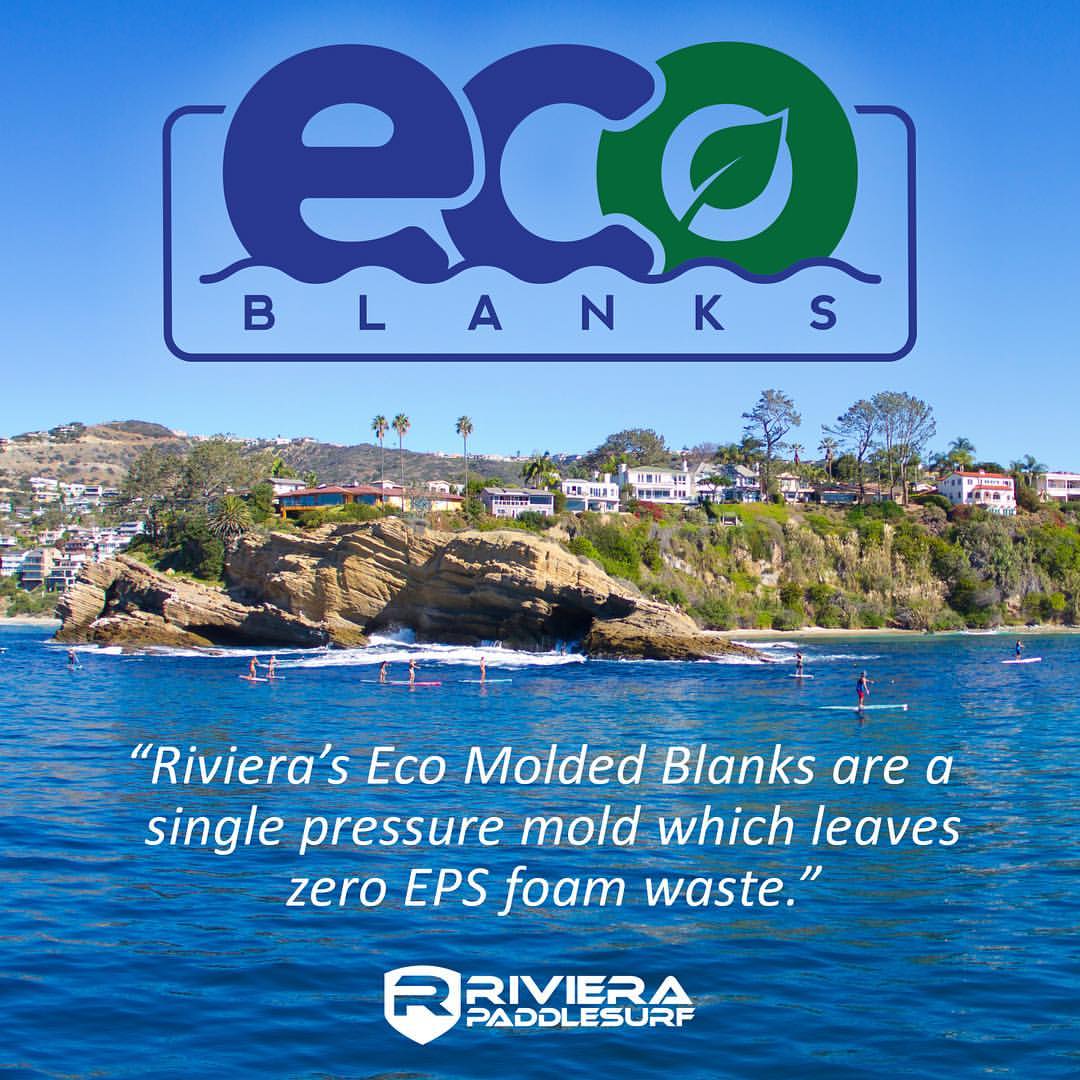 eco
BLANKS
“Riviera’s Eco Molded Blanks are a
single pressure mold which leaves
zero EPS foam waste.”
RIVIERA
PADDLESURF